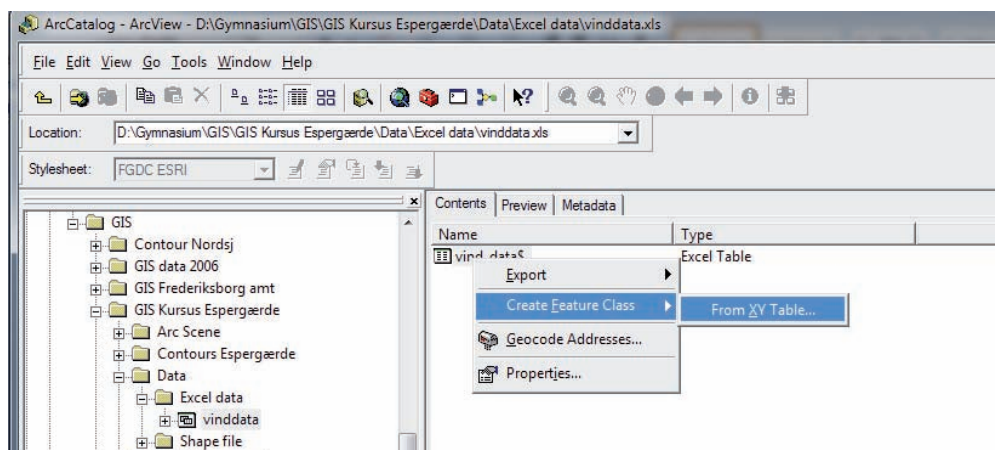 ArcCatalog - ArcView - D:\Gymnasium\GIS\GIS Kursus Espergærde\Data\Excel data\vinddata.xls
File Edit View Go Tools Window Help
Location: D:\Gymnasium\GIS\GIS Kursus Espergærde\Data\Excel data\vinddata.xls
Stylesheet: FGDC ESRI
Contents Preview Metadata
Name Type
vind_data$ Excel Table
GIS
Contour Nordsj
GIS data 2006
GIS Frederiksborg amt
GIS Kursus Espergærde
Arc Scene
Contours Espergærde
Data
Excel data
vinddata
Shape file
Export
Create Feature Class
From XY Table...
Geocode Addresses...
Properties...